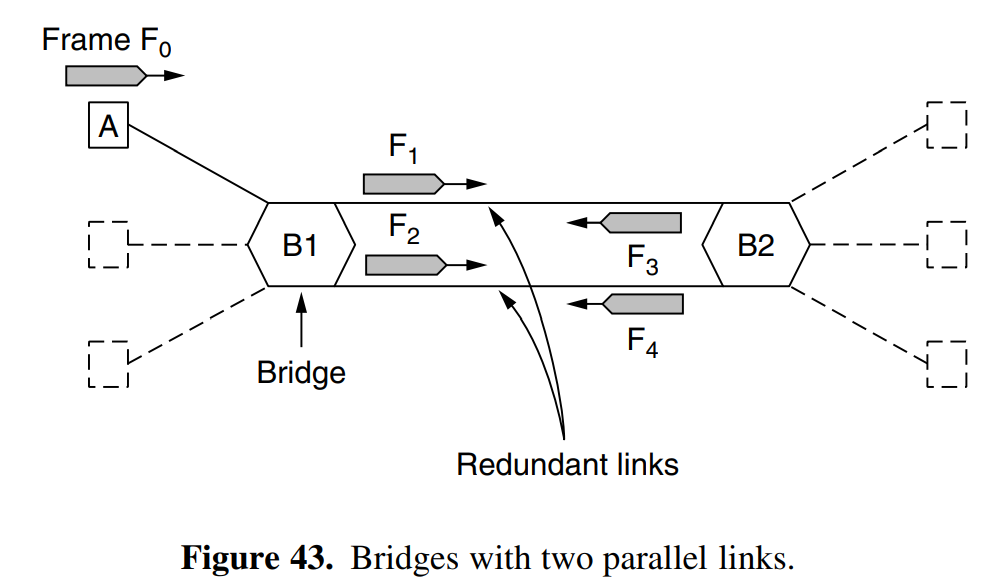 Frame F0
A
F1
F2
B1
B2
F3
F4
Bridge
Redundant links
Figure 43. Bridges with two parallel links.